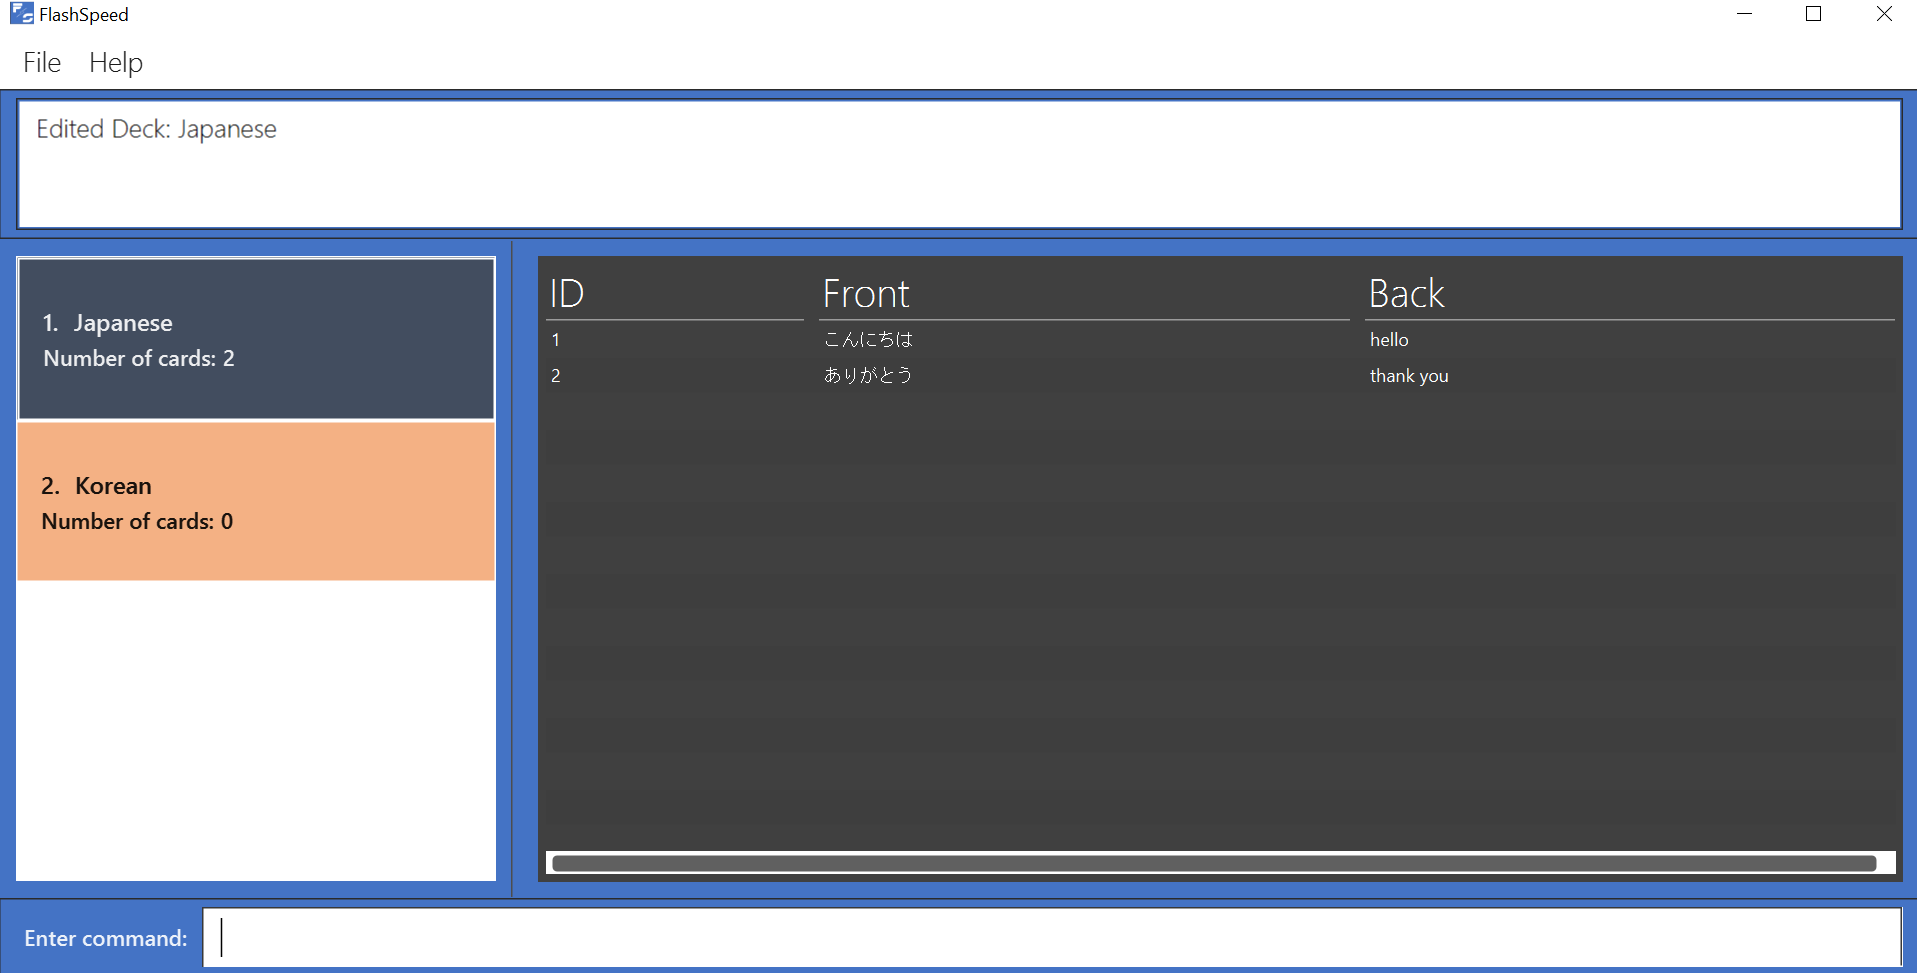 FlashSpeed
File Help
Edited Deck: Japanese
1. Japanese
Number of cards: 2
2. Korean
Number of cards: 0
ID Front Back
1 こんにちは hello
2 ありがとう thank you
Enter command: